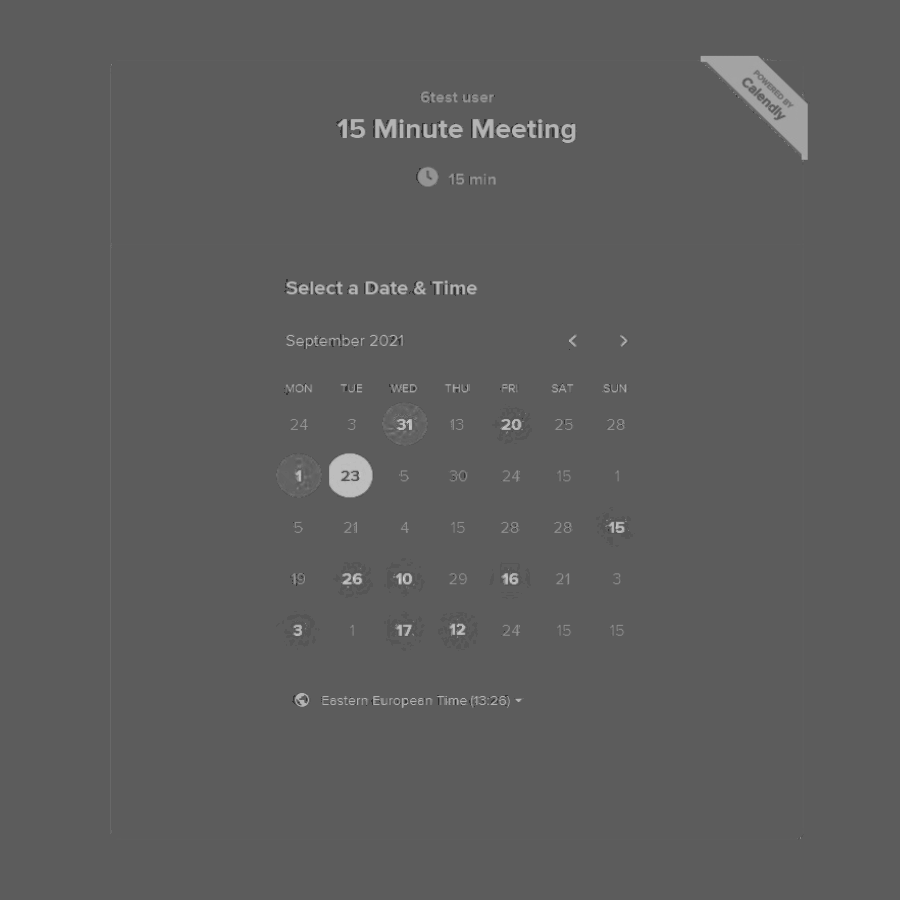 POWERED BY
Calendly
6test user
15 Minute Meeting
15 min
Select a Date & Time
September 2021
MON TUE WED THU PRI SAT SUN
24 3 31 13 20 25 28
1 23 5 30 24 15 1
5 21 4 15 28 28 15
19 26 10 29 16 21 3
3 1 17 12 24 15 15
Eastern European Time (13:26)